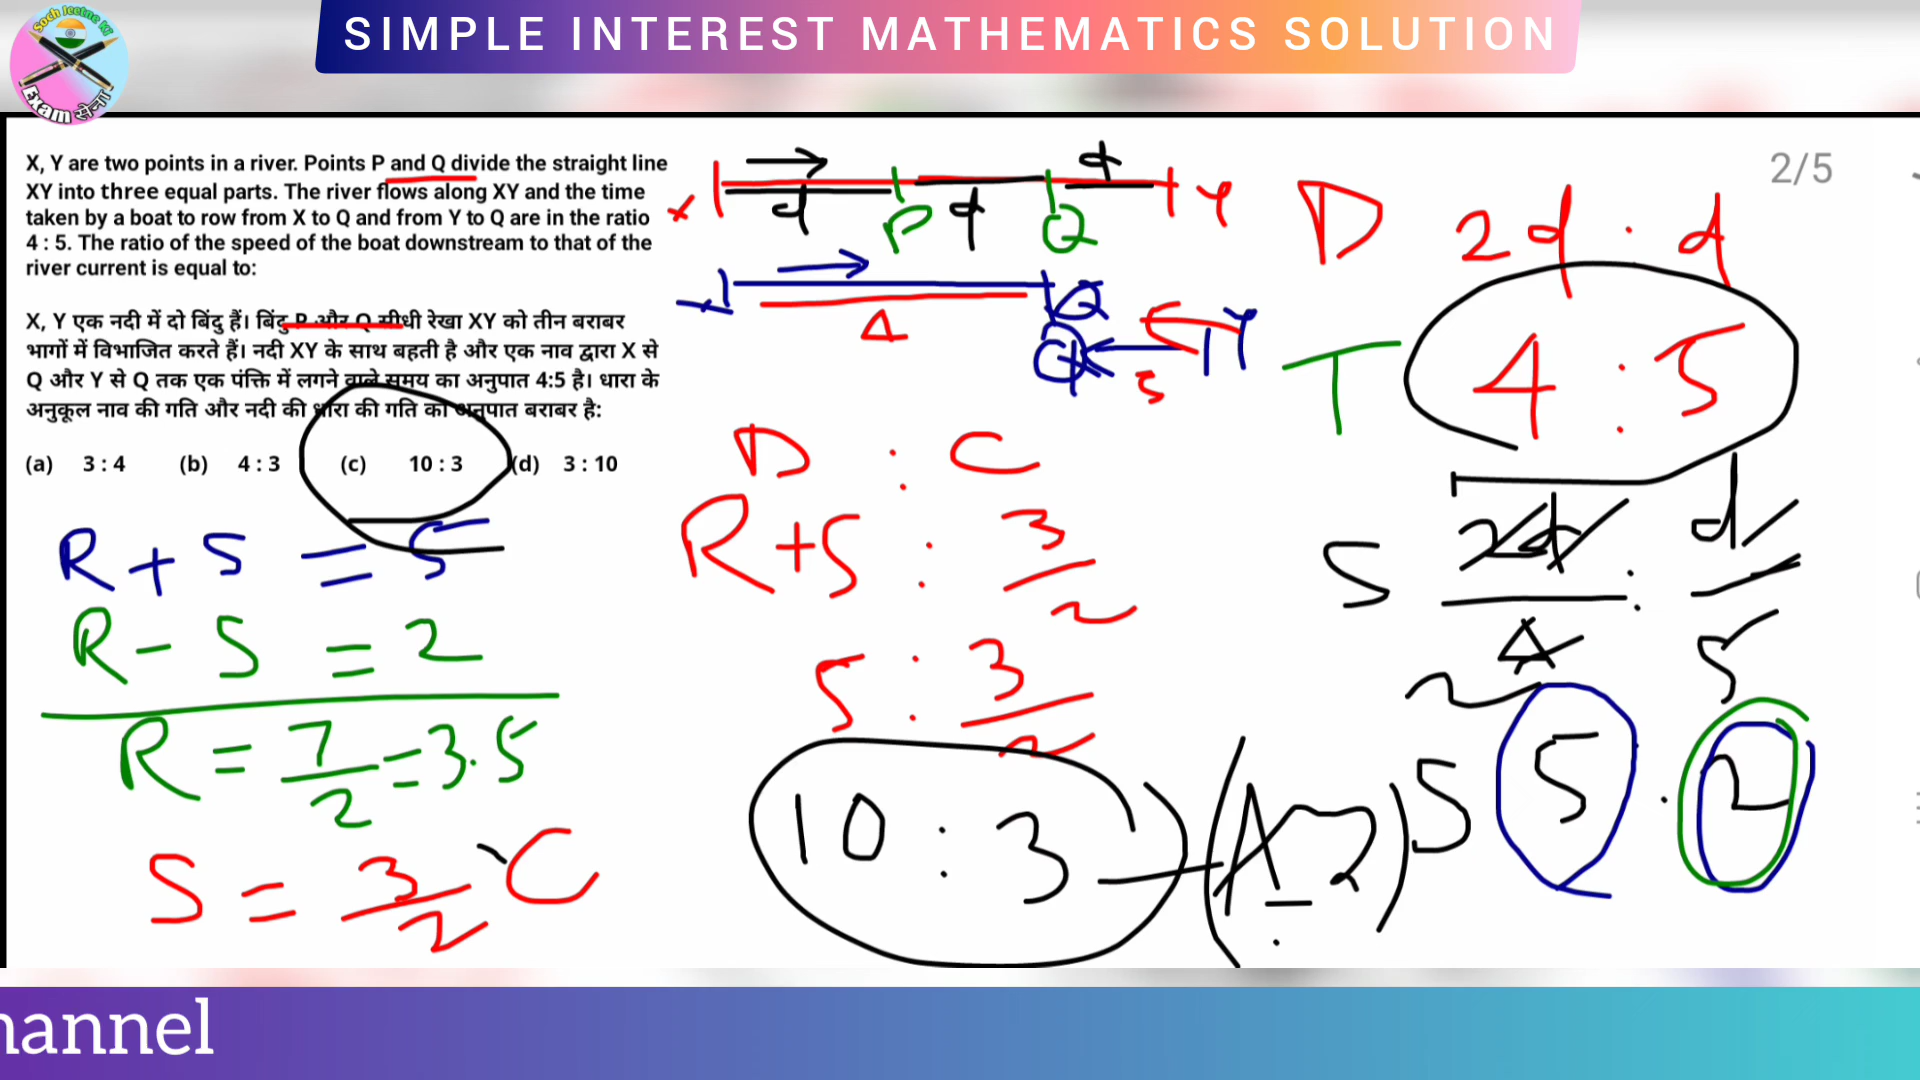 SIMPLE INTEREST MATHEMATICS SOLUTION
Soch Jeetne Ki
Exam सेना
2/5
X, Y are two points in a river. Points P and Q divide the straight line
XY into three equal parts. The river flows along XY and the time
taken by a boat to row from X to Q and from Y to Q are in the ratio
4 : 5. The ratio of the speed of the boat downstream to that of the
river current is equal to:
X, Y एक नदी में दो बिंदु हैं। बिंदु P और Q सीधी रेखा XY को तीन बराबर
भागों में विभाजित करते हैं। नदी XY के साथ बहती है और एक नाव द्वारा X से
Q और Y से Q तक एक पंक्ति में लगने वाले समय का अनुपात 4:5 है। धारा के
अनुकूल नाव की गति और नदी की धारा की गति का अनुपात बराबर है:
(a) 3 : 4 (b) 4 : 3 (c) 10 : 3 (d) 3 : 10
R + S = 5
R - S = 2
R = 7/2 = 3.5
S = 3/2 C
x d P d Q d Y
x Q
4
Q Y
5
D : C
R+S : 3/2
5 : 3/2
10 : 3
D 2d : d
T 4 : 5
S 2d/4 : d/5
2
S 5 : 2
hannel